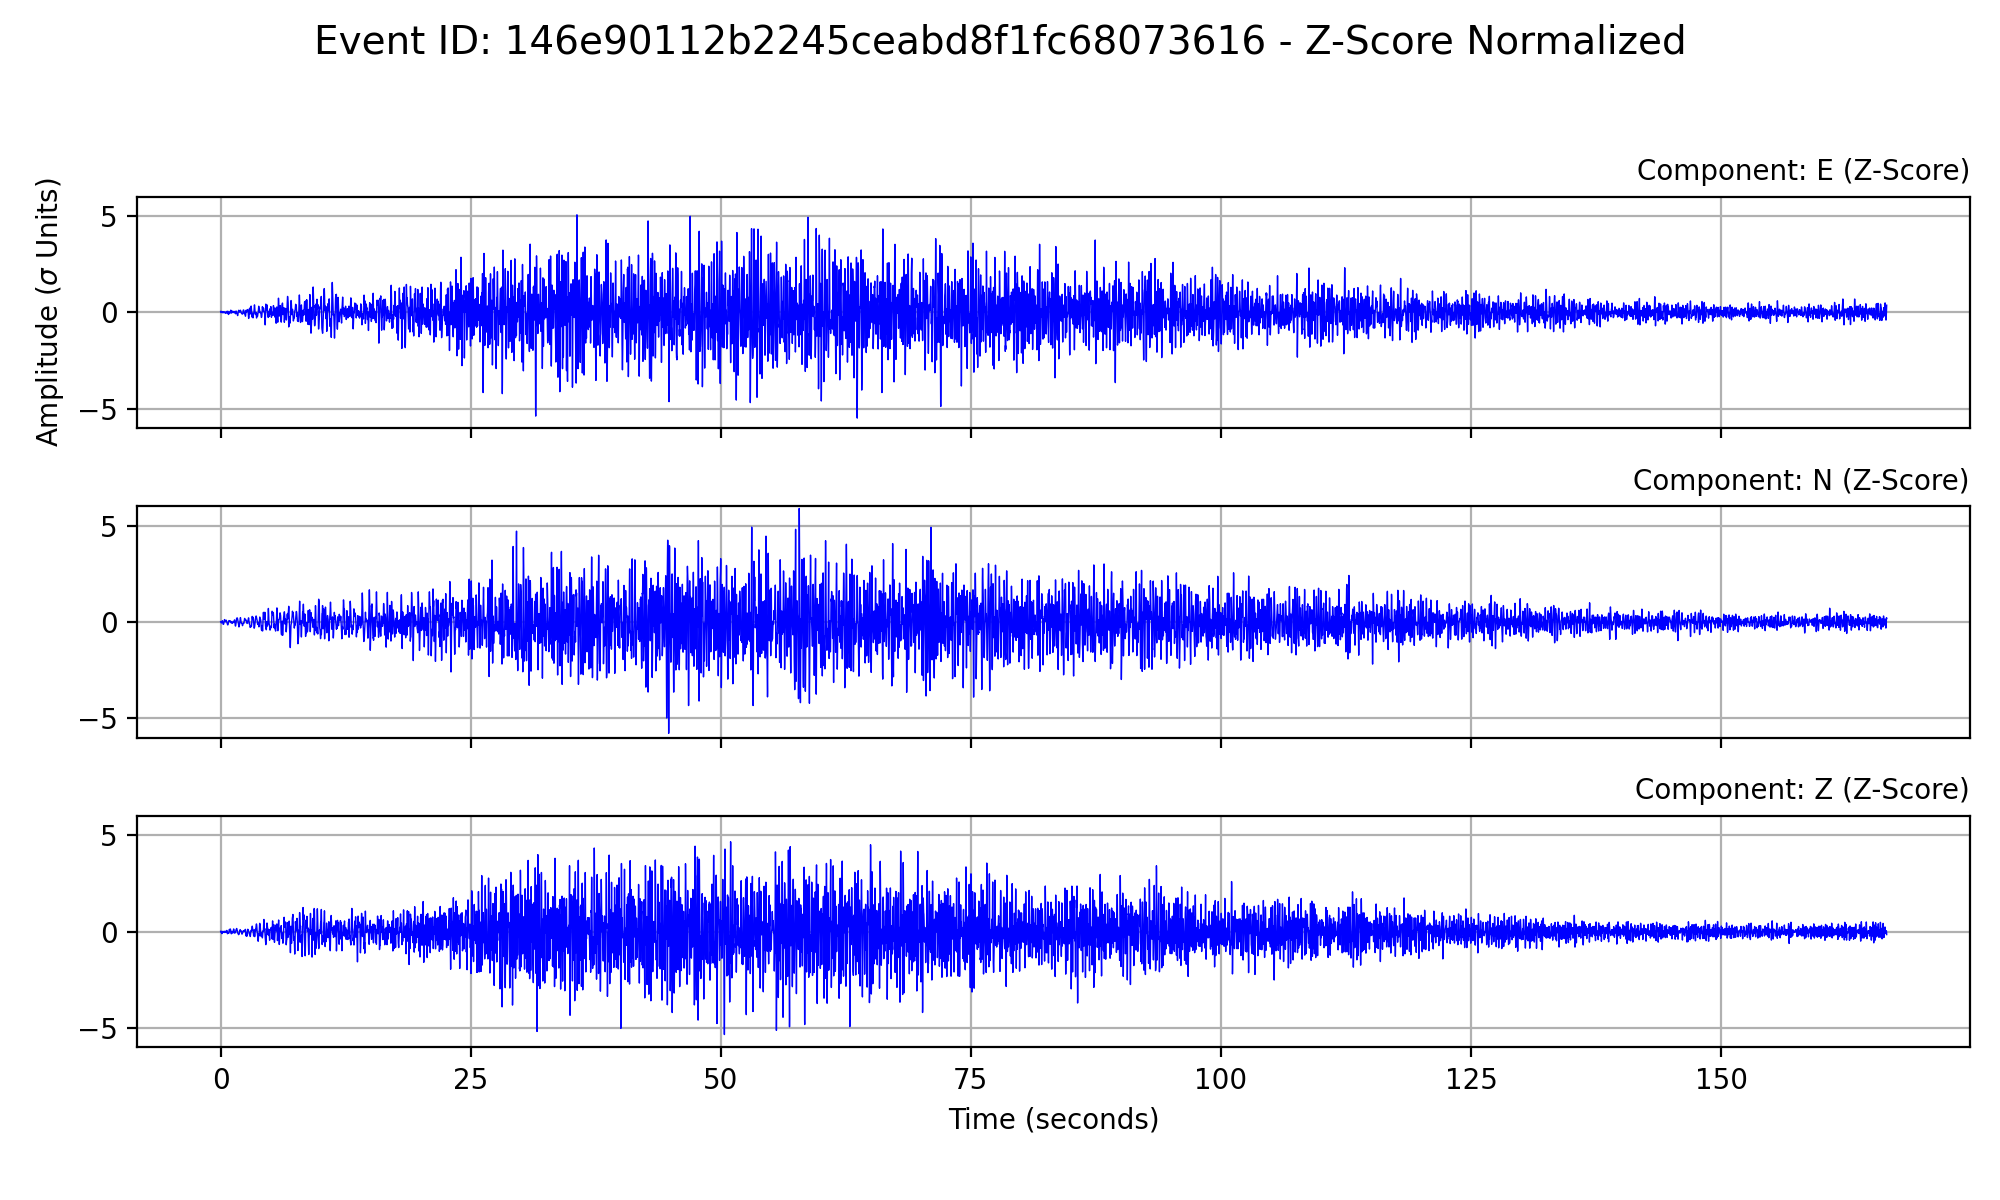 Event ID: 146e90112b2245ceabd8f1fc68073616 - Z-Score Normalized
Component: E (Z-Score)
Amplitude (σ Units)
5
0
−5
Component: N (Z-Score)
5
0
−5
Component: Z (Z-Score)
5
0
−5
0 25 50 75 100 125 150
Time (seconds)